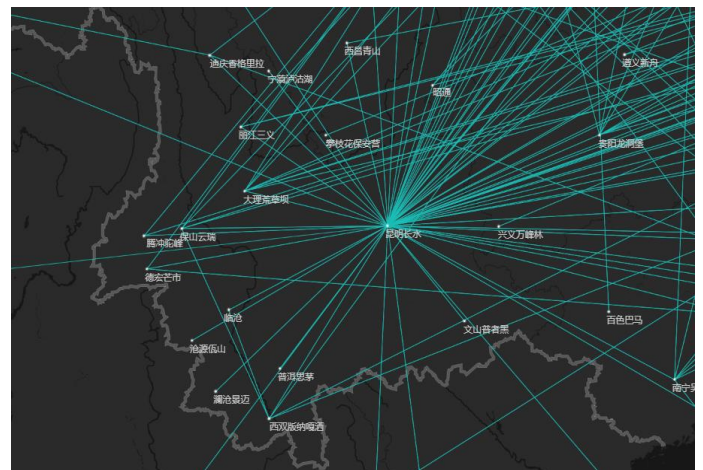 西昌青山
迪庆香格里拉
遵义新舟
宁蒗泸沽湖
昭通
丽江三义
攀枝花保安营
贵阳龙洞堡
大理荒草坝
腾冲驼峰
保山云瑞
昆明长水
兴义万峰林
德宏芒市
临沧
百色巴马
文山普者黑
沧源佤山
普洱思茅
南宁吴
澜沧景迈
西双版纳嘎洒